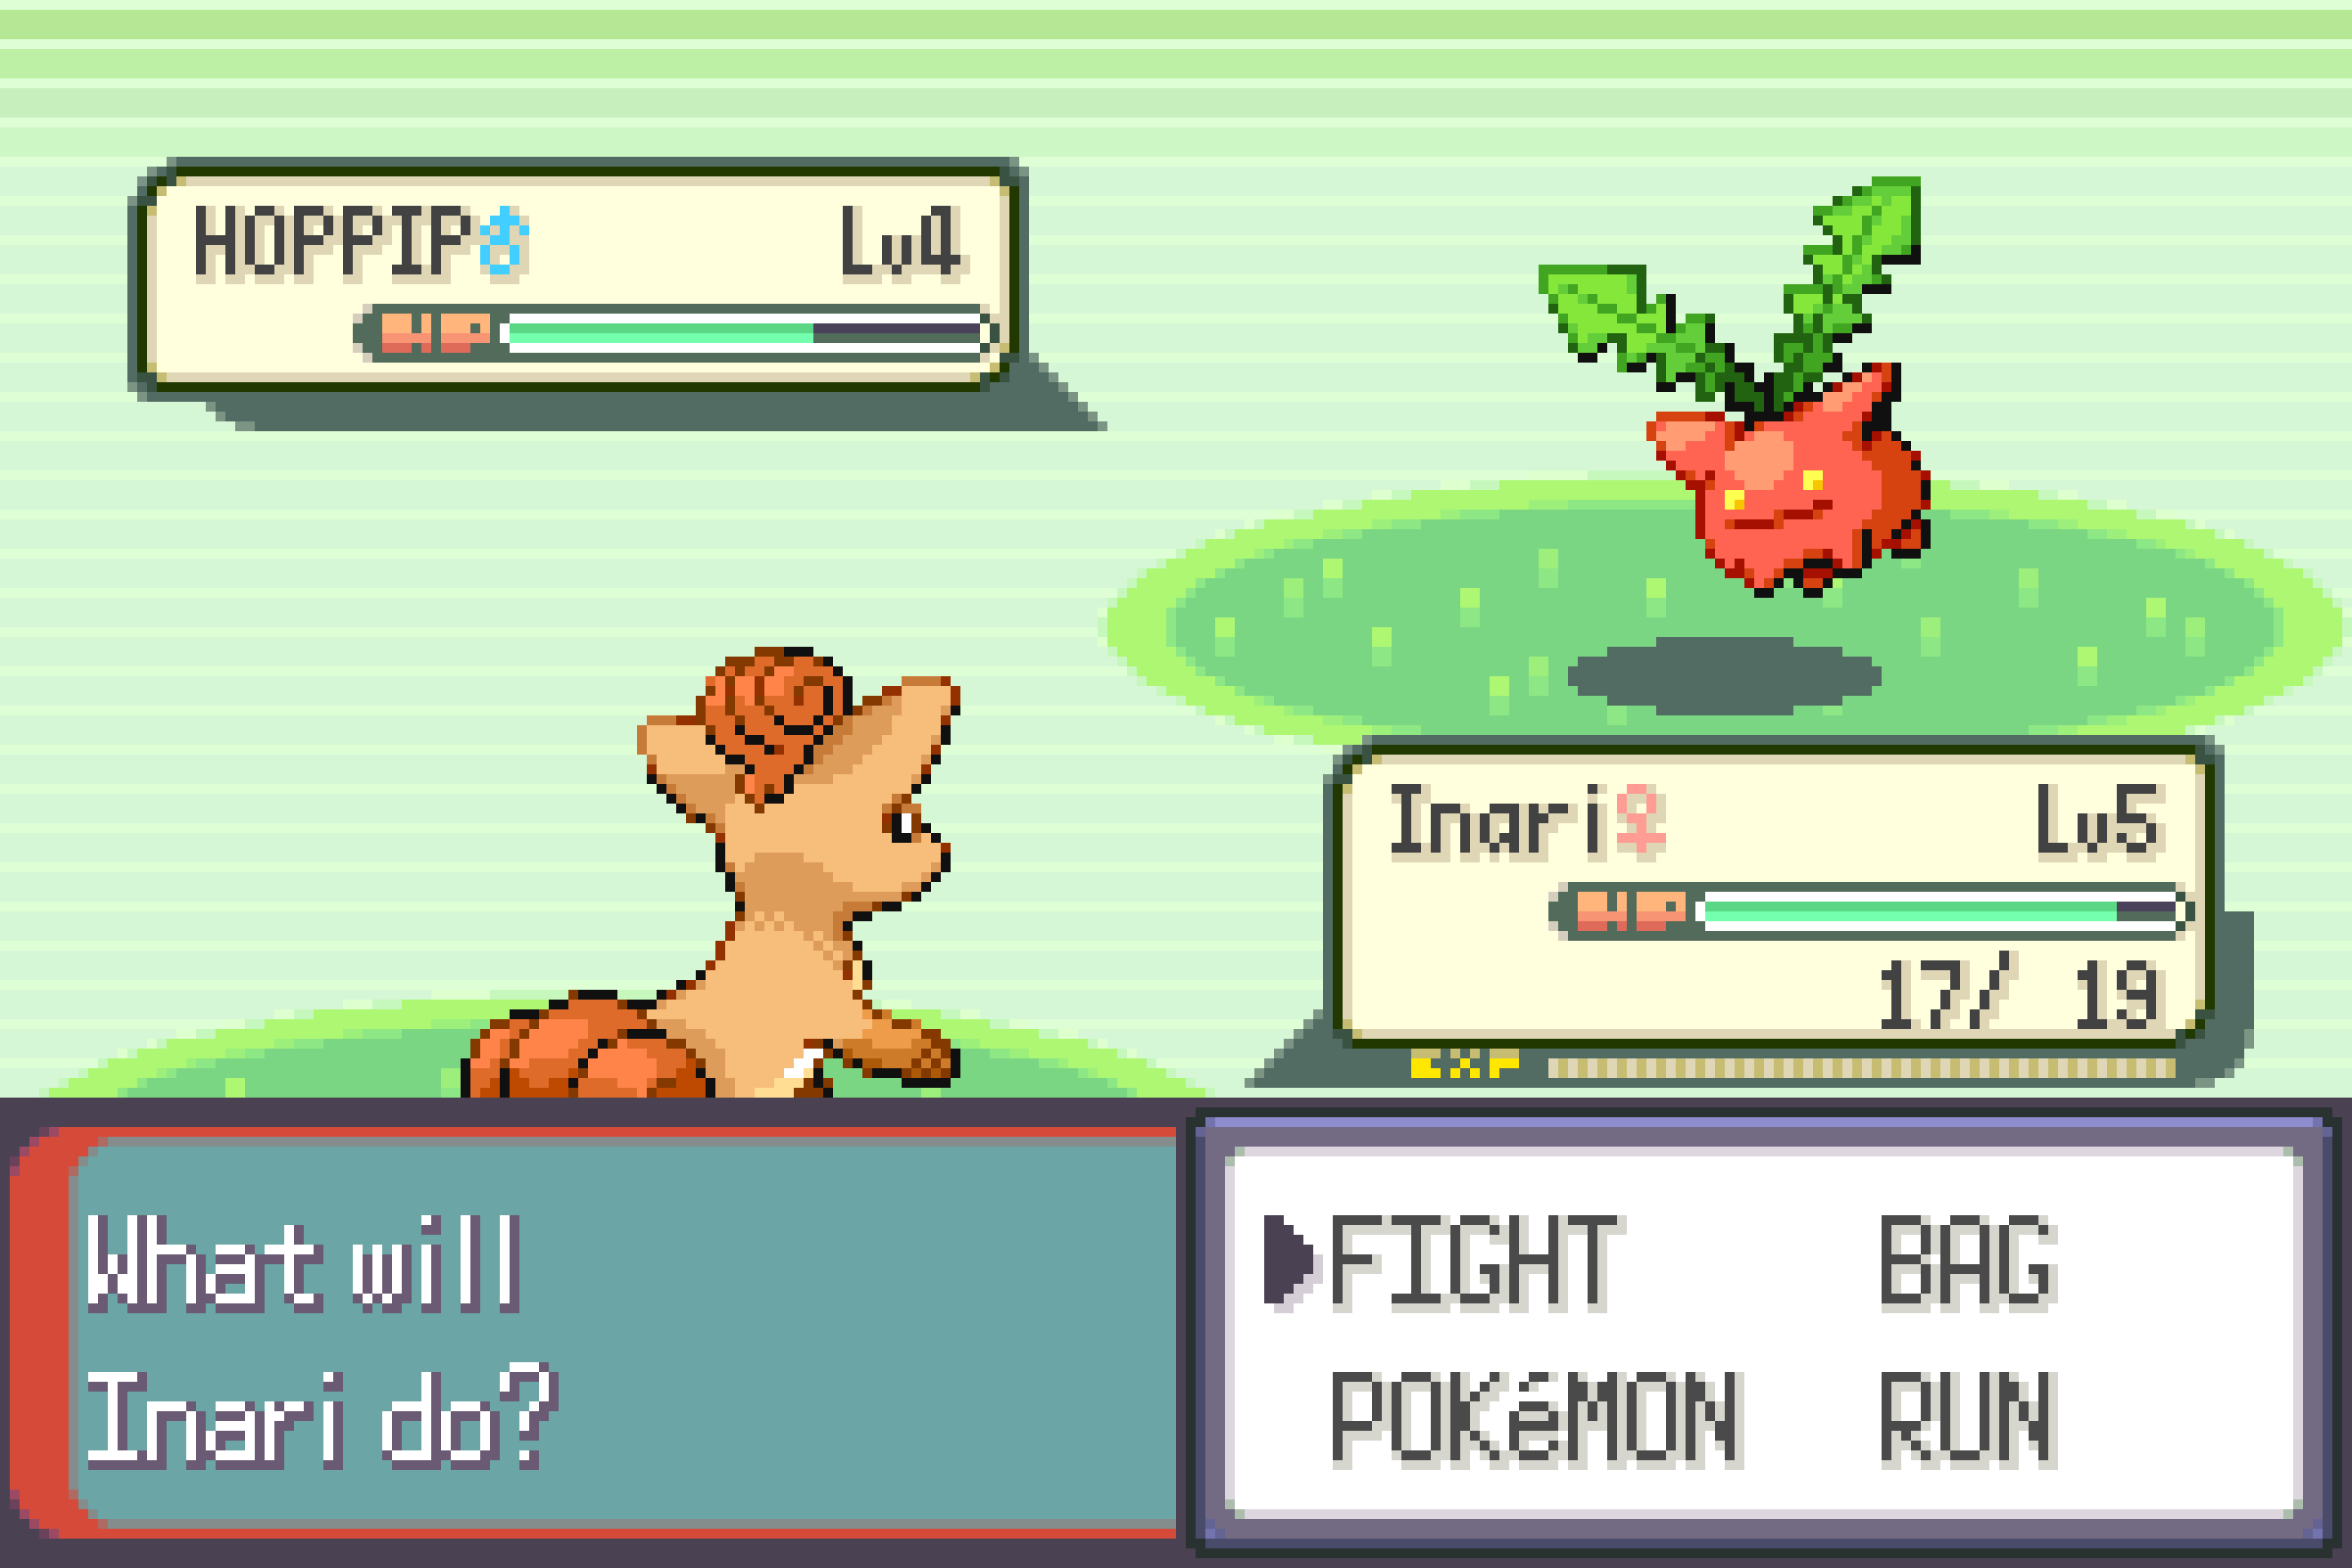 HOPPIP♂ Lv4
HP
Inari♀ Lv5
HP
17/ 19
EXP
What will
Inari do?
FIGHT BAG
POKéMON RUN